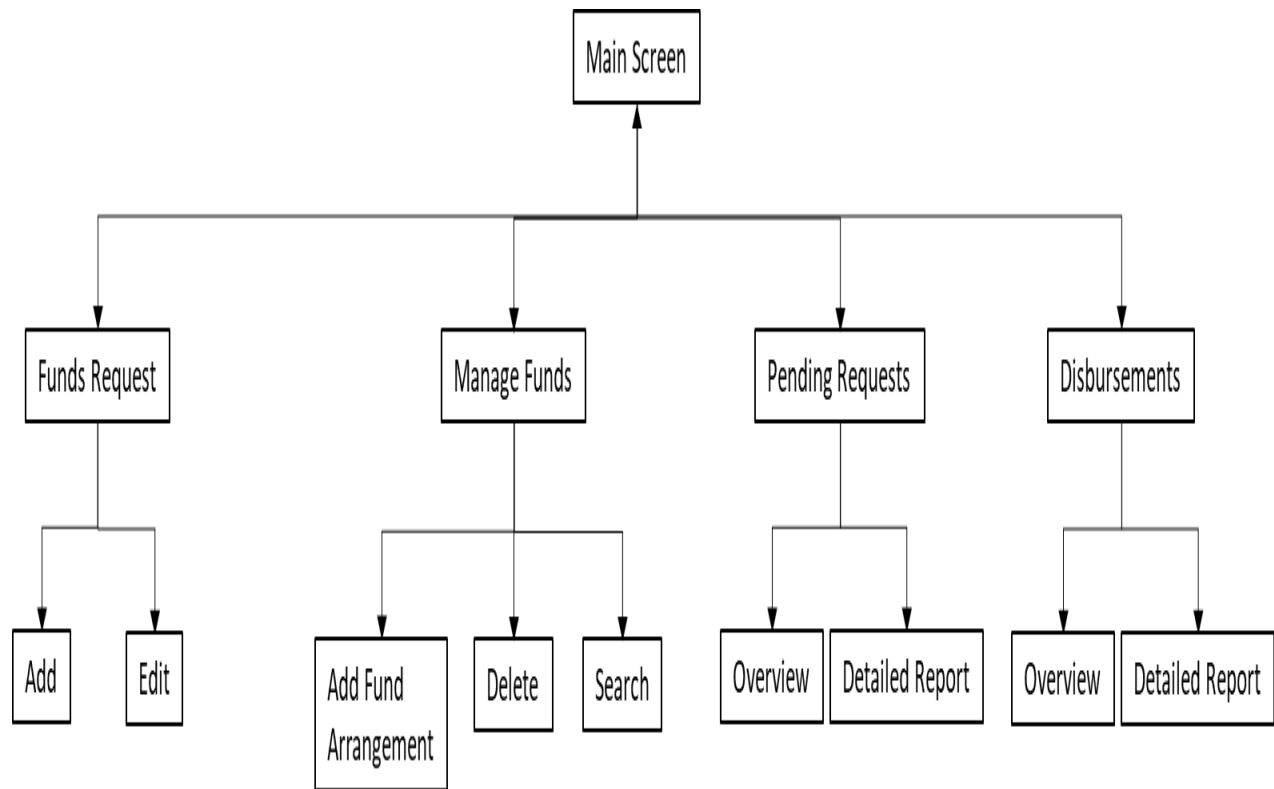 Main Screen
Funds Request
Manage Funds
Pending Requests
Disbursements
Add
Edit
Add Fund
Arrangement
Delete
Search
Overview
Detailed Report
Overview
Detailed Report